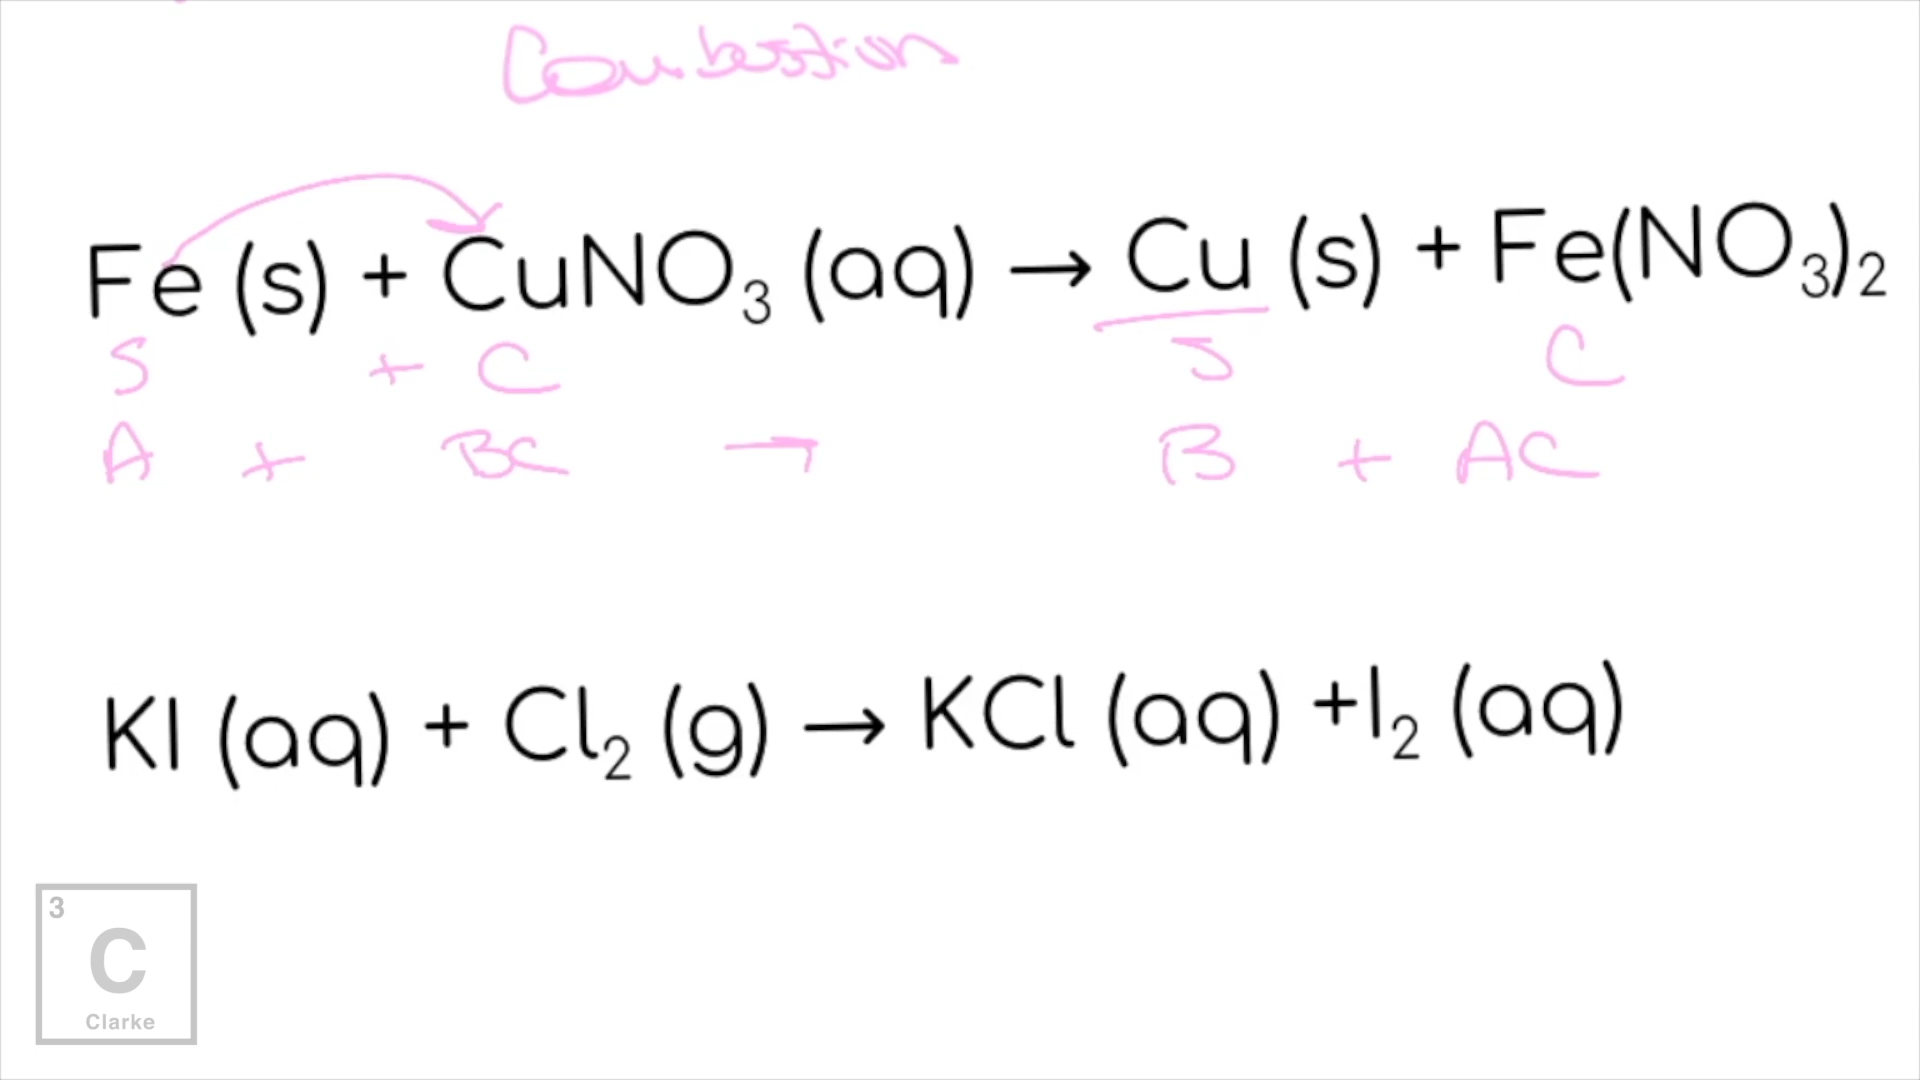 Combustion
Fe (s) + CuNO₃ (aq) → Cu (s) + Fe(NO₃)₂
S + C S C
A + BC → B + AC
KI (aq) + Cl₂ (g) → KCl (aq) +I₂ (aq)
3
C
Clarke